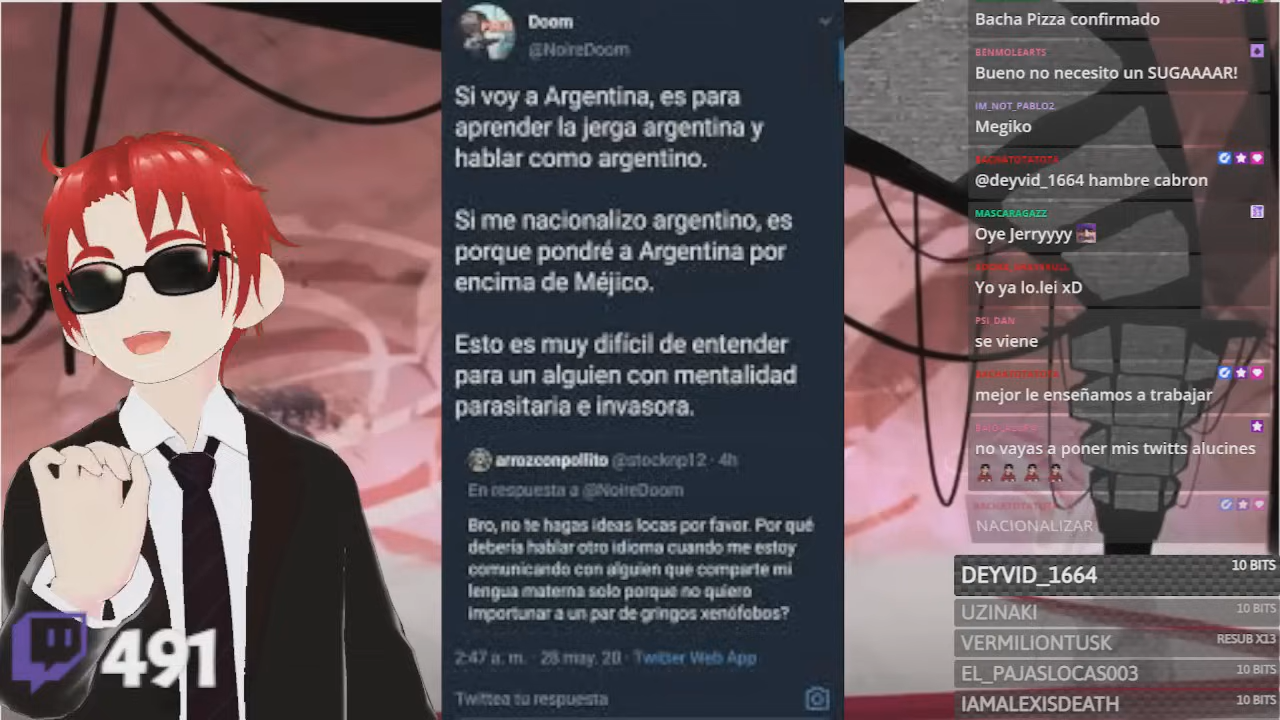 Doom
@NoireDoom
Si voy a Argentina, es para
aprender la jerga argentina y
hablar como argentino.
Si me nacionalizo argentino, es
porque pondré a Argentina por
encima de Méjico.
Esto es muy difícil de entender
para un alguien con mentalidad
parasitaria e invasora.
arrozconpollito @stocknp12 · 4h
En respuesta a @NoireDoom
Bro, no te hagas ideas locas por favor. Por qué
debería hablar otro idioma cuando me estoy
comunicando con alguien que comparte mi
lengua materna solo porque no quiero
importunar a un par de gringos xenófobos?
2:47 a. m. · 28 may. 20 · Twitter Web App
Twittea tu respuesta
491
Bacha Pizza confirmado
BENMOLEARTS
Bueno no necesito un SUGAAAAR!
IM_NOT_PABLO2
Megiko
BACHATOTATOTA
@deyvid_1664 hambre cabron
MASCARAGAZZ
Oye Jerryyyy
Yo ya lo.lei xD
PSI_DAN
se viene
BACHATOTATOTA
mejor le enseñamos a trabajar
no vayas a poner mis twitts alucines
BACHATOTATOTA
NACIONALIZAR
DEYVID_1664 10 BITS
UZINAKI 10 BITS
VERMILIONTUSK RESUB X13
EL_PAJASLOCAS003 10 BITS
IAMALEXISDEATH 10 BITS